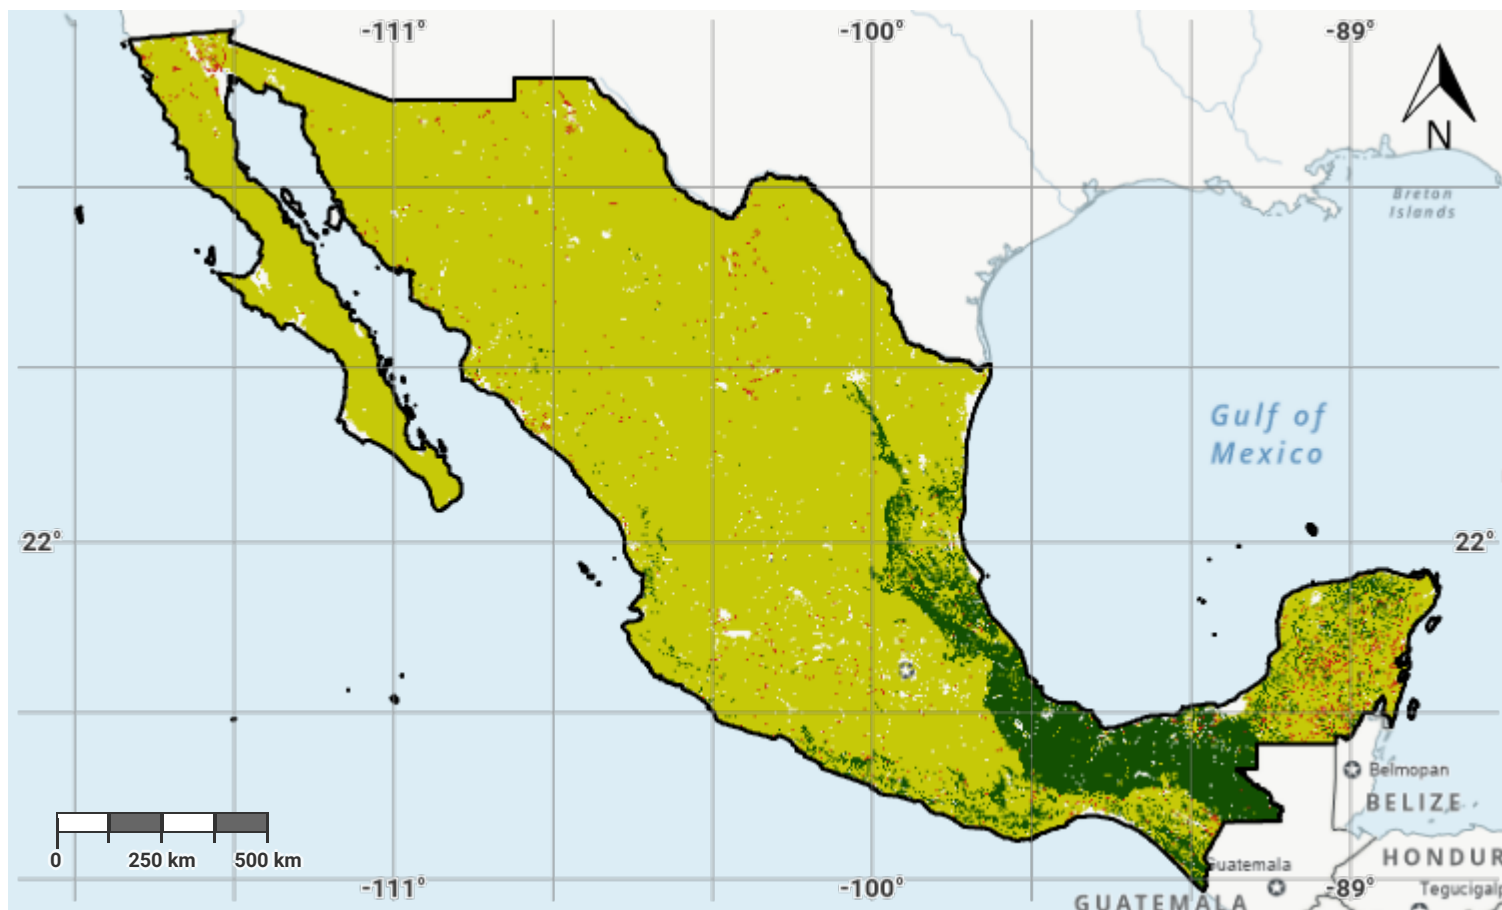 -111°
-100°
-89°
N
Breton
Islands
Gulf of
Mexico
22°
22°
Belmopan
BELIZE
0
250 km
500 km
Guatemala
HONDUR
-111°
-100°
-89°
Tegucigalp
GUATEMALA